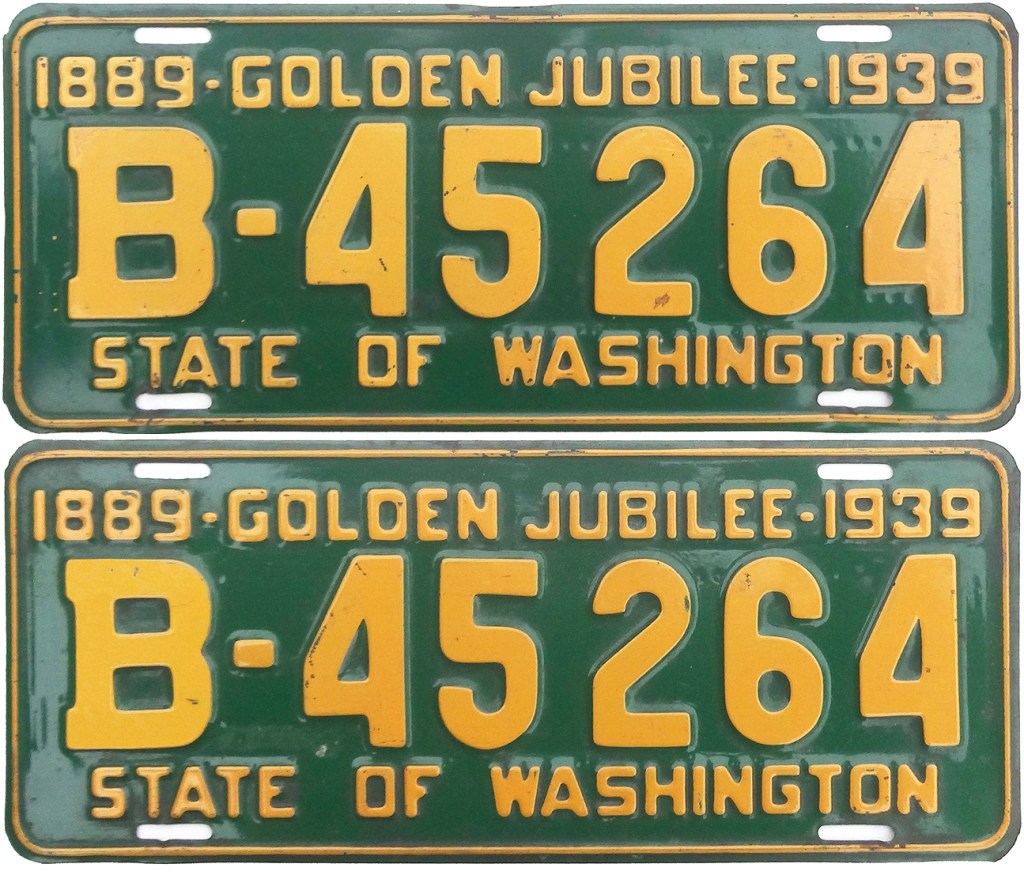 1889-GOLDEN JUBILEE-1939
B-45264
STATE OF WASHINGTON
1889-GOLDEN JUBILEE-1939
B-45264
STATE OF WASHINGTON